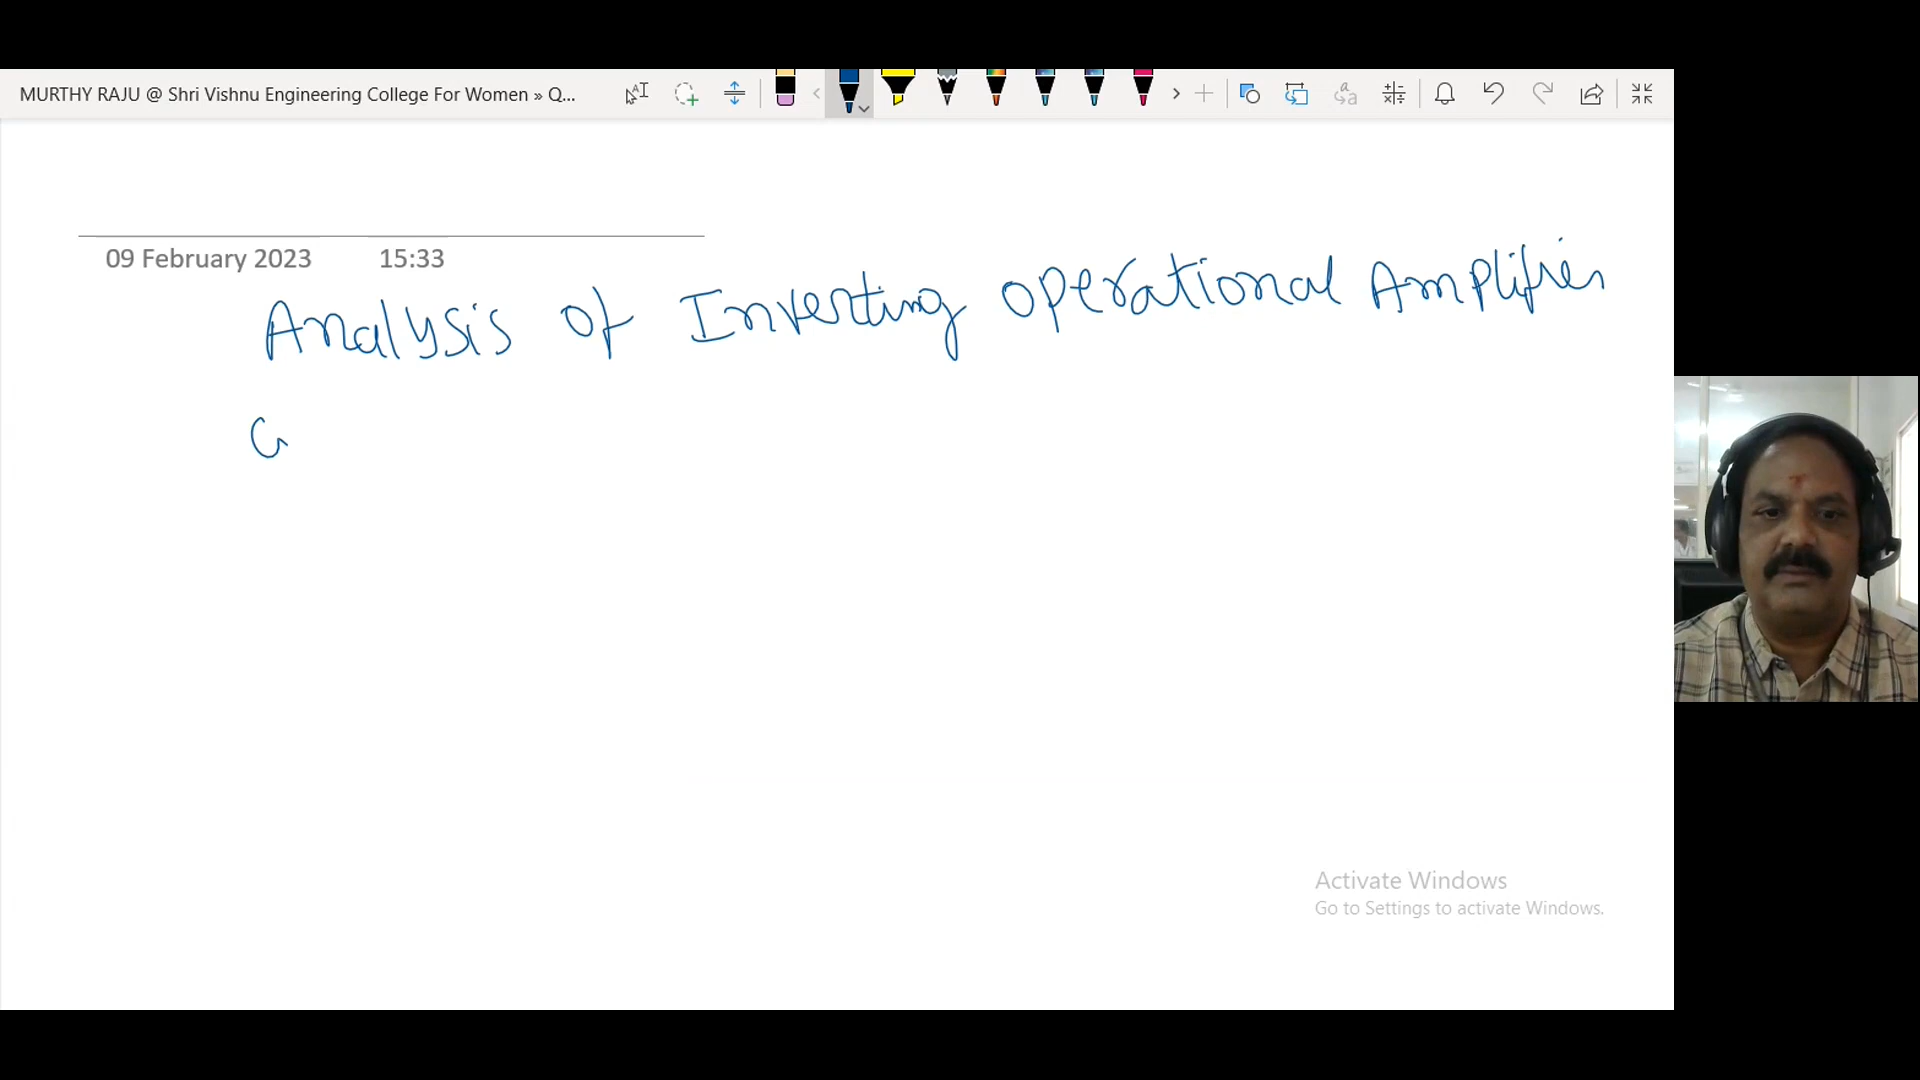 MURTHY RAJU @ Shri Vishnu Engineering College For Women » Q...
09 February 2023 15:33
Analysis of Inverting operational Amplifier
G
Activate Windows
Go to Settings to activate Windows.